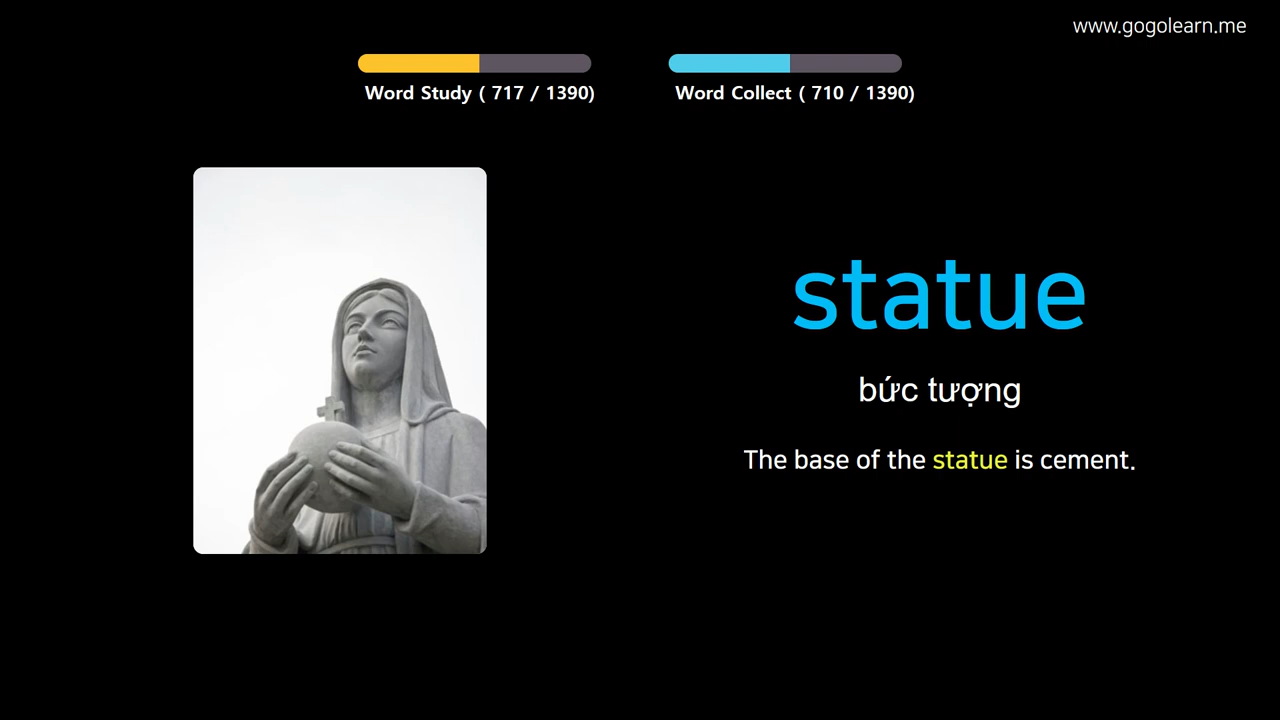 www.gogolearn.me
Word Study ( 717 / 1390)
Word Collect ( 710 / 1390)
statue
bức tượng
The base of the statue is cement.